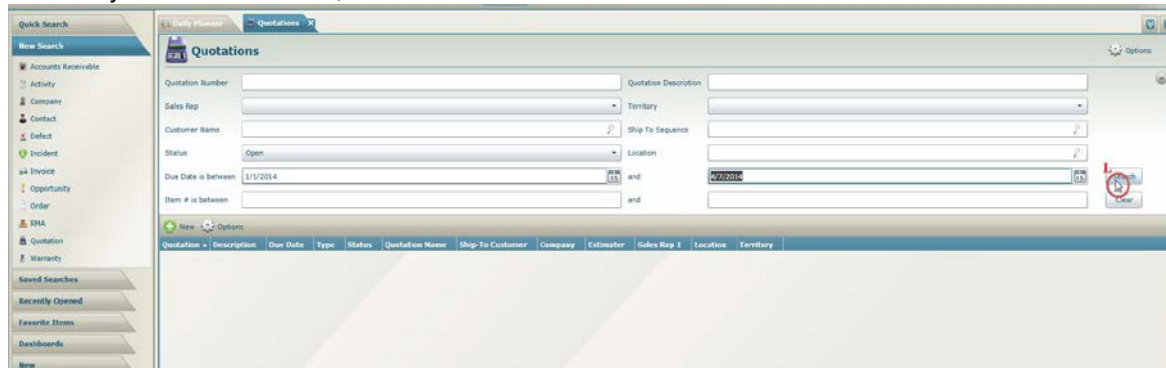 Quick Search
Daily Planner
Quotations X
New Search
Quotations
Options
Accounts Receivable
Activity
Company
Contact
Defect
Incident
Invoice
Opportunity
Order
RMA
Quotation
Warranty
Quotation Number
Quotation Description
Sales Rep
Territory
Customer Name
Ship To Sequence
Status Open
Location
Due Date is between 1/1/2014 15 and 4/7/2014 15
L
Search
Item # is between and
Clear
New Options
Quotation Description Due Date Type Status Quotation Name Ship-To Customer Company Estimater Sales Rep 1 Location Territory
Saved Searches
Recently Opened
Favorite Items
Dashboards
New